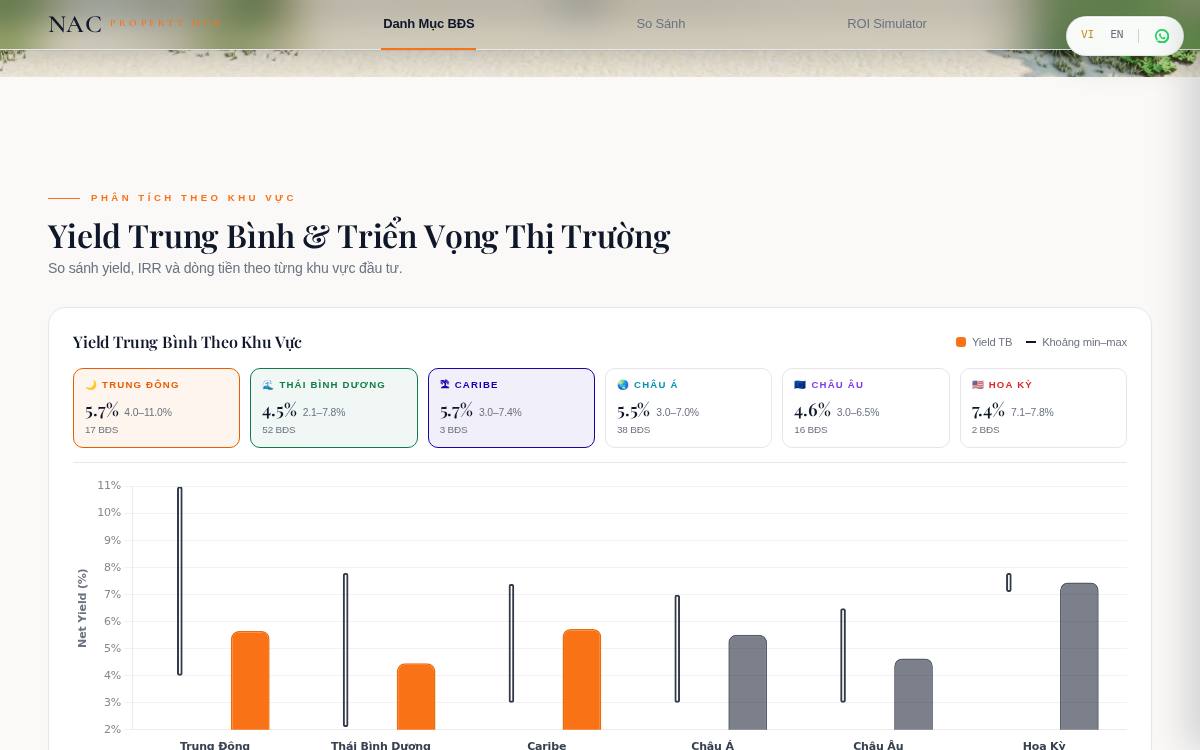 NAC PROPERTY HUB
Danh Mục BĐS
So Sánh
ROI Simulator
VI EN
PHÂN TÍCH THEO KHU VỰC
Yield Trung Bình & Triển Vọng Thị Trường
So sánh yield, IRR và dòng tiền theo từng khu vực đầu tư.
Yield Trung Bình Theo Khu Vực
Yield TB
Khoảng min–max
TRUNG ĐÔNG
5.7% 4.0–11.0%
17 BĐS
THÁI BÌNH DƯƠNG
4.5% 2.1–7.8%
52 BĐS
CARIBE
5.7% 3.0–7.4%
3 BĐS
CHÂU Á
5.5% 3.0–7.0%
38 BĐS
CHÂU ÂU
4.6% 3.0–6.5%
16 BĐS
HOA KỲ
7.4% 7.1–7.8%
2 BĐS
Net Yield (%)
11%
10%
9%
8%
7%
6%
5%
4%
3%
2%
Trung Đông
Thái Bình Dương
Caribe
Châu Á
Châu Âu
Hoa Kỳ